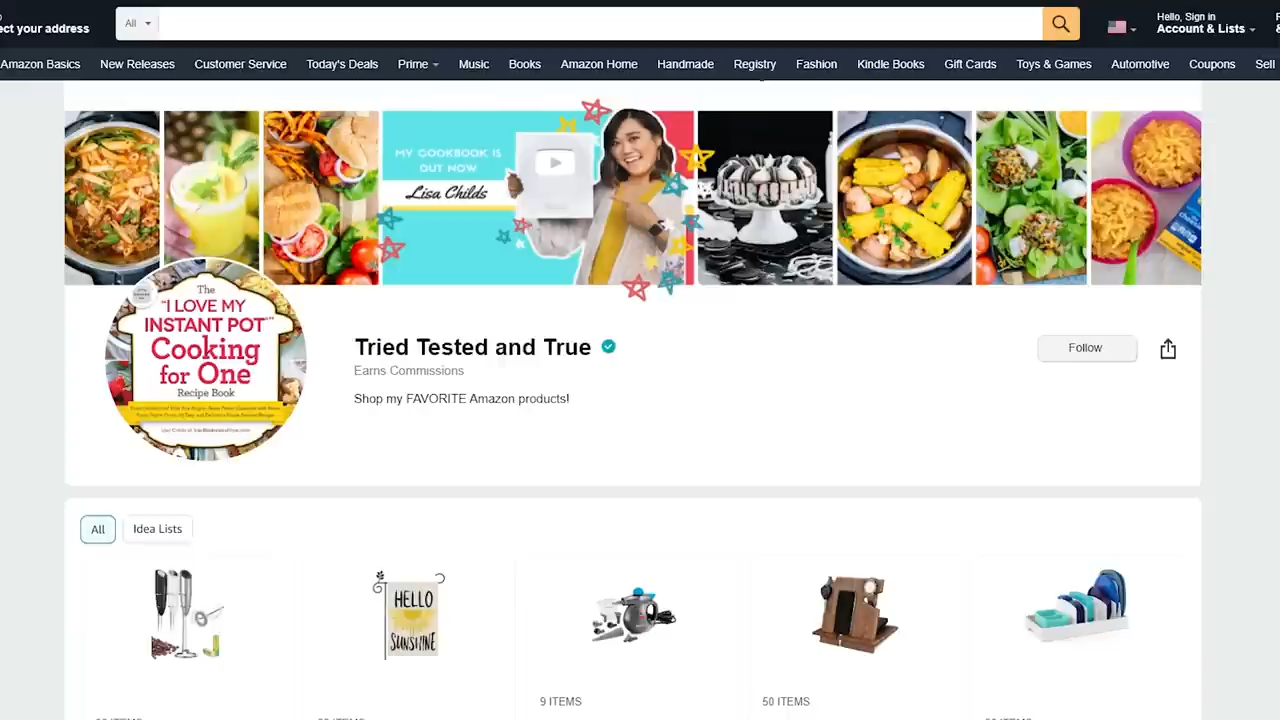 ect your address
All
Hello, Sign in
Account & Lists
Amazon Basics New Releases Customer Service Today's Deals Prime Music Books Amazon Home Handmade Registry Fashion Kindle Books Gift Cards Toys & Games Automotive Coupons Sell
MY COOKBOOK IS
OUT NOW
Lisa Childs
The
"I LOVE MY
INSTANT POT"
Cooking
for One
Recipe Book
Tried Tested and True
Earns Commissions
Shop my FAVORITE Amazon products!
Follow
All Idea Lists
HELLO
SUNSHINE
9 ITEMS 50 ITEMS